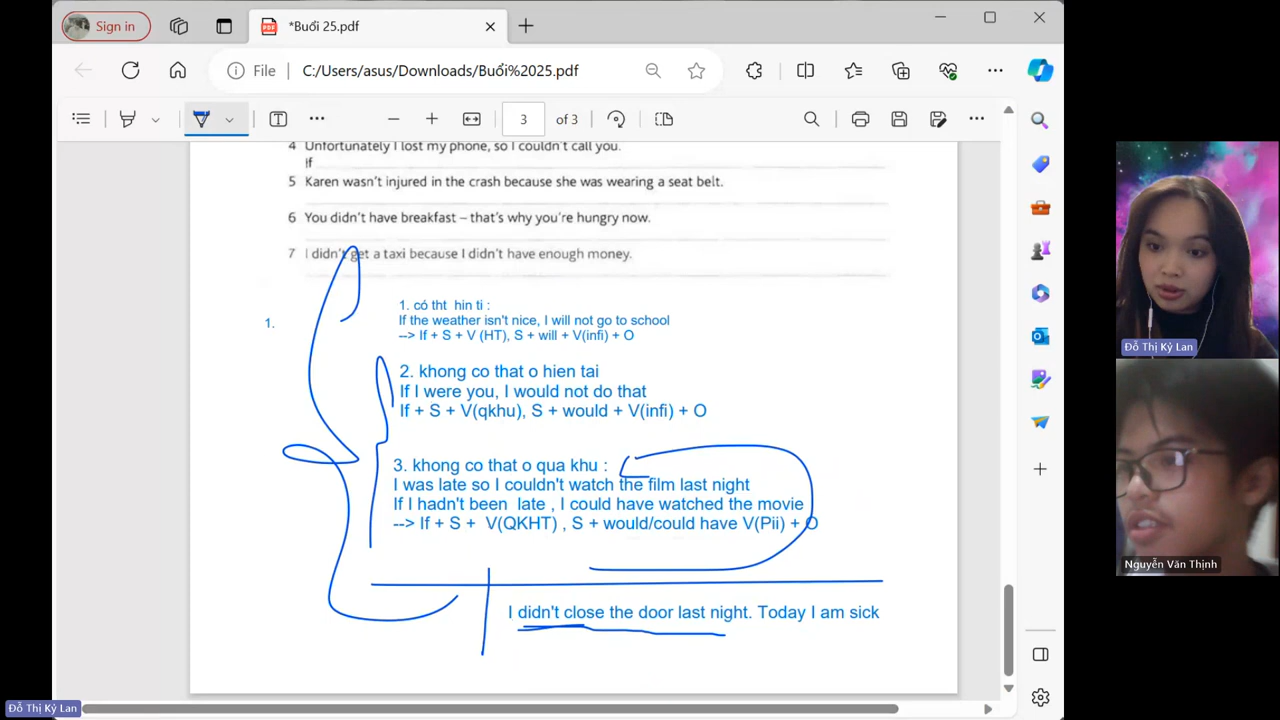 Sign in
*Buổi 25.pdf
File
C:/Users/asus/Downloads/Buổi%2025.pdf
3
of 3
4 Unfortunately I lost my phone, so I couldn't call you.
If
5 Karen wasn't injured in the crash because she was wearing a seat belt.
6 You didn't have breakfast – that's why you're hungry now.
7 I didn't get a taxi because I didn't have enough money.
1.
1. có tht hin ti :
If the weather isn't nice, I will not go to school
--> If + S + V (HT), S + will + V(infi) + O
2. khong co that o hien tai
If I were you, I would not do that
If + S + V(qkhu), S + would + V(infi) + O
3. khong co that o qua khu :
I was late so I couldn't watch the film last night
If I hadn't been late , I could have watched the movie
--> If + S + V(QKHT) , S + would/could have V(Pii) + O
I didn't close the door last night. Today I am sick
Đỗ Thị Kỳ Lan
Nguyễn Văn Thịnh
Đỗ Thị Kỳ Lan